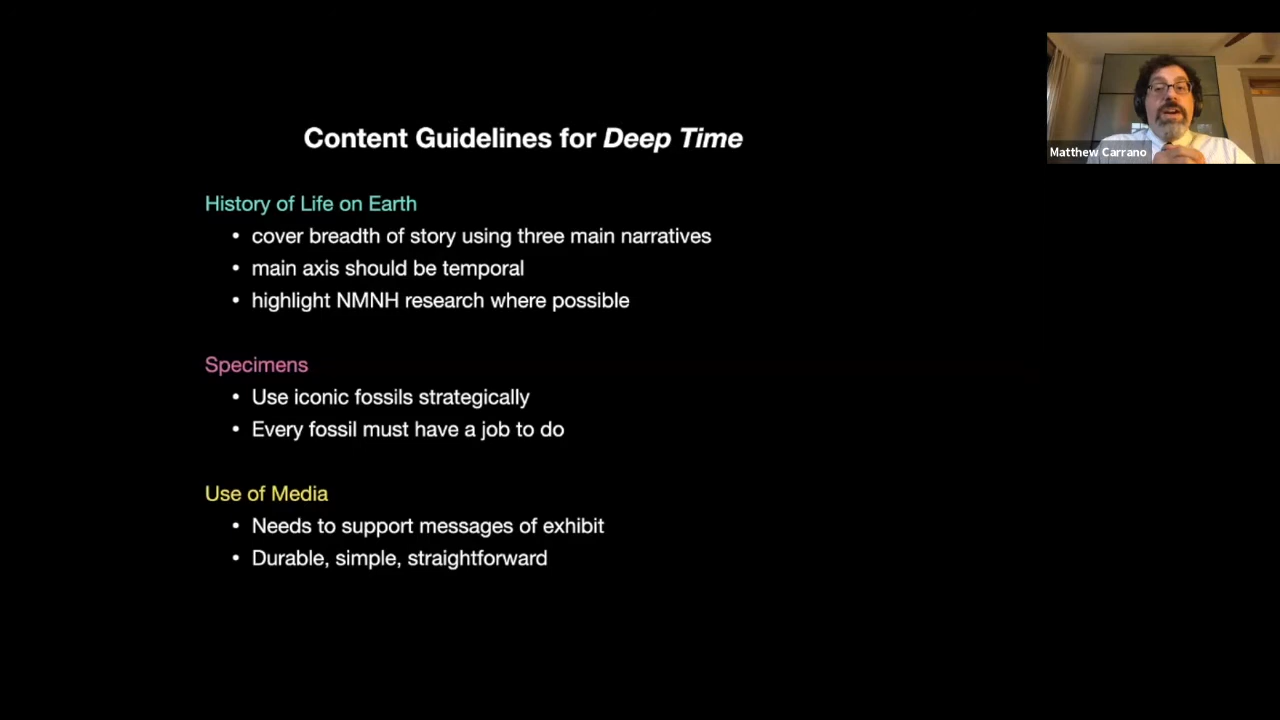 Content Guidelines for Deep Time
Matthew Carrano
History of Life on Earth
• cover breadth of story using three main narratives
• main axis should be temporal
• highlight NMNH research where possible
Specimens
• Use iconic fossils strategically
• Every fossil must have a job to do
Use of Media
• Needs to support messages of exhibit
• Durable, simple, straightforward